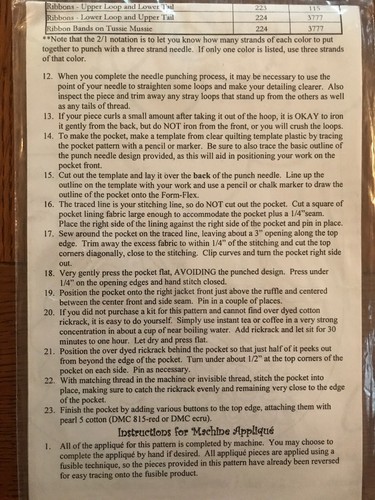 Ribbons - Upper Loop and Lower Tail 223 115
Ribbons - Lower Loop and Upper Tail 224 3777
Ribbon Bands on Tussie Mussie 224 3777
**Note that the 2/1 notation is to let you know how many strands of each color to put
together to punch with a three strand needle. If only one color is listed, use three strands
of that color.
12. When you complete the needle punching process, it may be necessary to use the
point of your needle to straighten some loops and make your detailing clearer. Also
inspect the piece and trim away any stray loops that stand up from the others as well
as any tails of thread.
13. If your piece curls a small amount after taking it out of the hoop, it is OKAY to iron
it gently from the back, but do NOT iron from the front, or you will crush the loops.
14. To make the pocket, make a template from clear quilting template plastic by tracing
the pocket pattern with a pencil or marker. Be sure to also trace the basic outline of
the punch needle design provided, as this will aid in positioning your work on the
pocket front.
15. Cut out the template and lay it over the back of the punch needle. Line up the
outline on the template with your work and use a pencil or chalk marker to draw the
outline of the pocket onto the Form-Flex.
16. The traced line is your stitching line, so do NOT cut out the pocket. Cut a square of
pocket lining fabric large enough to accommodate the pocket plus a 1/4"seam.
Place the right side of the lining against the right side of the pocket and pin in place.
17. Sew around the pocket on the traced line, leaving about a 3" opening along the top
edge. Trim away the excess fabric to within 1/4" of the stitching and cut the top
corners diagonally, close to the stitching. Clip curves and turn the pocket right side
out.
18. Very gently press the pocket flat, AVOIDING the punched design. Press under
1/4" on the opening edges and hand stitch closed.
19. Position the pocket onto the right jacket front just above the ruffle and centered
between the center front and side seam. Pin in a couple of places.
20. If you did not purchase a kit for this pattern and cannot find over dyed cotton
rickrack, it is easy to do yourself. Simply use instant tea or coffee in a very strong
concentration in about a cup of near boiling water. Add rickrack and let sit for 30
minutes to one hour. Let dry and press flat.
21. Position the over dyed rickrack behind the pocket so that just half of it peeks out
from beyond the edge of the pocket. Turn under about 1/2" at the top corners of the
pocket on each side. Pin as necessary.
22. With matching thread in the machine or invisible thread, stitch the pocket into
place, making sure to catch the rickrack evenly and remaining very close to the edge
of the pocket.
23. Finish the pocket by adding various buttons to the top edge, attaching them with
pearl 5 cotton (DMC 815-red or DMC ecru).
Instructions for Machine Appliqué
1. All of the appliqué for this pattern is completed by machine. You may choose to
complete the appliqué by hand if desired. All appliqué pieces are applied using a
fusible technique, so the pieces provided in this pattern have already been reversed
for easy tracing onto the fusible product.